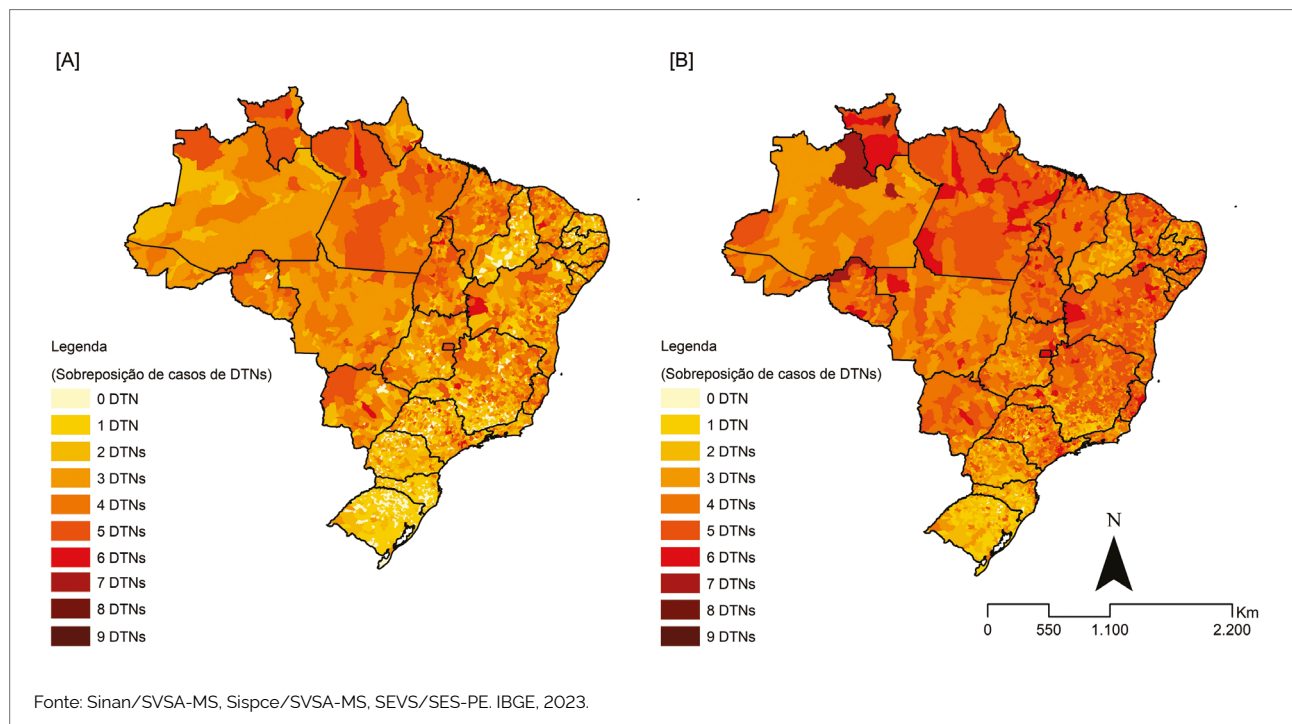 [A]
Legenda
(Sobreposição de casos de DTNs)
0 DTN
1 DTN
2 DTNs
3 DTNs
4 DTNs
5 DTNs
6 DTNs
7 DTNs
8 DTNs
9 DTNs
[B]
Legenda
(Sobreposição de casos de DTNs)
0 DTN
1 DTN
2 DTNs
3 DTNs
4 DTNs
5 DTNs
6 DTNs
7 DTNs
8 DTNs
9 DTNs
N
Km
0 550 1.100 2.200
Fonte: Sinan/SVSA-MS, Sispce/SVSA-MS, SEVS/SES-PE. IBGE, 2023.